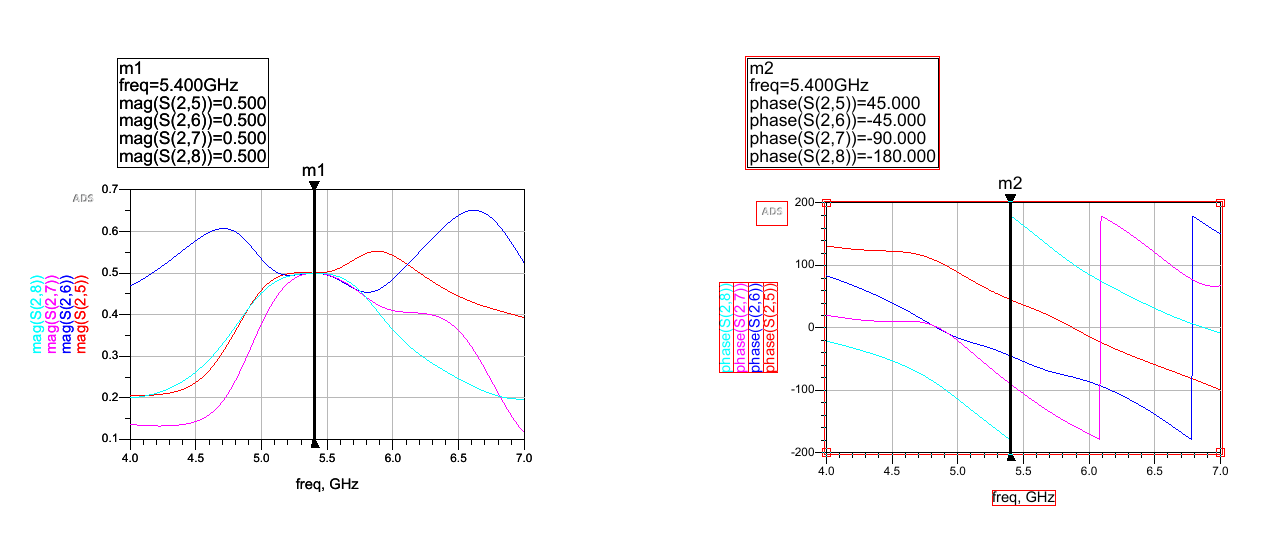 m1
freq=5.400GHz
mag(S(2,5))=0.500
mag(S(2,6))=0.500
mag(S(2,7))=0.500
mag(S(2,8))=0.500
m1
ADS
0.7
0.6
0.5
0.4
0.3
0.2
0.1
mag(S(2,8))
mag(S(2,7))
mag(S(2,6))
mag(S(2,5))
4.0 4.5 5.0 5.5 6.0 6.5 7.0
freq, GHz
m2
freq=5.400GHz
phase(S(2,5))=45.000
phase(S(2,6))=-45.000
phase(S(2,7))=-90.000
phase(S(2,8))=-180.000
m2
ADS
200
100
0
-100
-200
phase(S(2,8))
phase(S(2,7))
phase(S(2,6))
phase(S(2,5))
4.0 4.5 5.0 5.5 6.0 6.5 7.0
freq, GHz